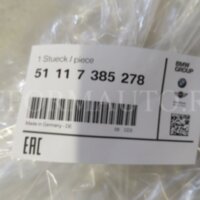 1 Stueck / piece
51 11 7 385 278
BMW
GROUP
Made in Germany - DE
EAC